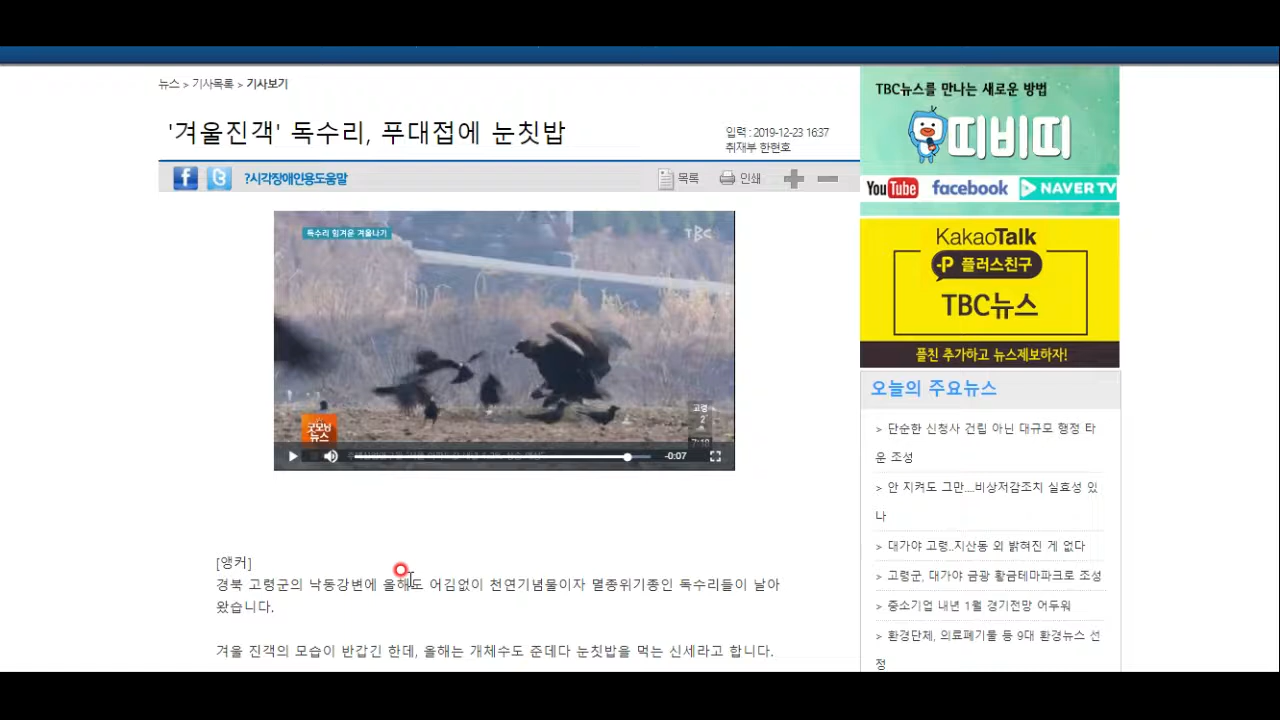 뉴스 > 기사목록 > 기사보기
'겨울진객' 독수리, 푸대접에 눈칫밥
입력 : 2019-12-23 16:37
취재부 한현호
?시각장애인용도움말
목록
인쇄
독수리 힘겨운 겨울나기
TBC
굿모닝
뉴스
고령
-0:07
[앵커]
경북 고령군의 낙동강변에 올해도 어김없이 천연기념물이자 멸종위기종인 독수리들이 날아
왔습니다.
겨울 진객의 모습이 반갑긴 한데, 올해는 개체수도 준데다 눈칫밥을 먹는 신세라고 합니다.
TBC뉴스를 만나는 새로운 방법
띠비띠
YouTube facebook NAVER TV
KakaoTalk
P 플러스친구
TBC뉴스
플친 추가하고 뉴스제보하자!
오늘의 주요뉴스
> 단순한 신청사 건립 아닌 대규모 행정 타
운 조성
> 안 지켜도 그만...비상저감조치 실효성 있
나
> 대가야 고령..지산동 외 밝혀진 게 없다
> 고령군, 대가야 금광 황금테마파크로 조성
> 중소기업 내년 1월 경기전망 어두워
> 환경단체, 의료폐기물 등 9대 환경뉴스 선
정